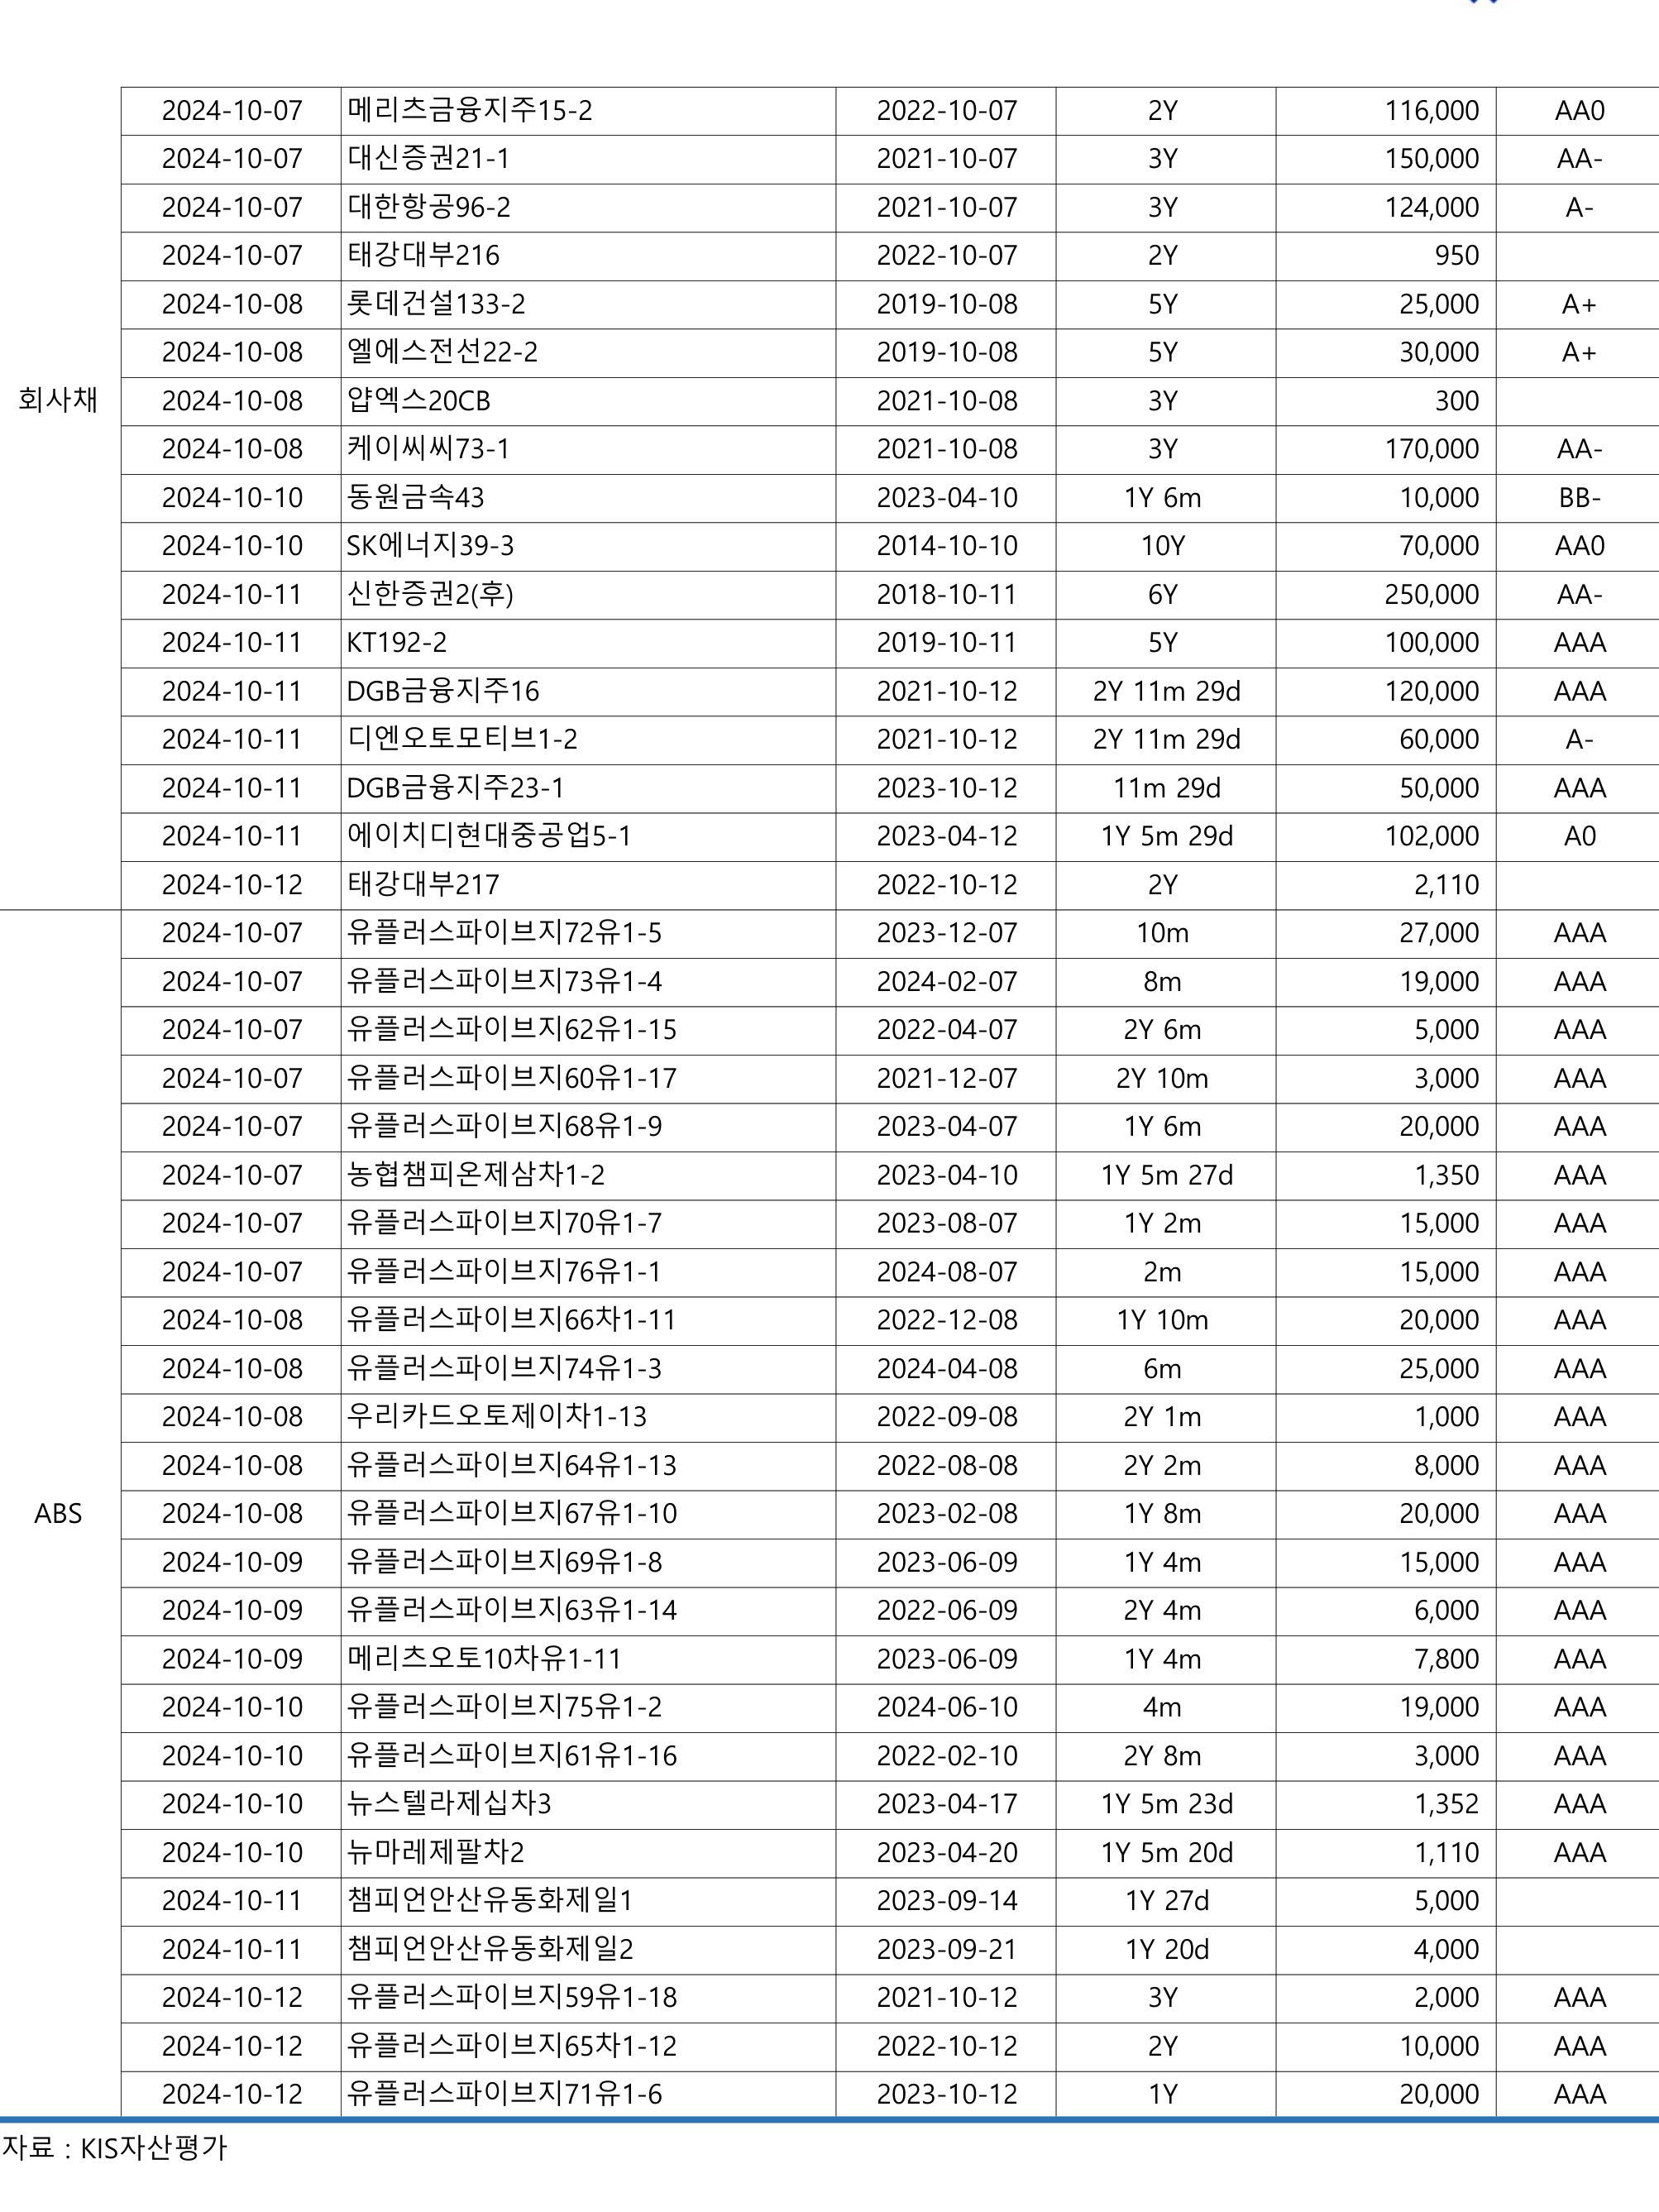 2024-10-07 메리츠금융지주15-2 2022-10-07 2Y 116,000 AA0
2024-10-07 대신증권21-1 2021-10-07 3Y 150,000 AA-
2024-10-07 대한항공96-2 2021-10-07 3Y 124,000 A-
2024-10-07 태강대부216 2022-10-07 2Y 950
2024-10-08 롯데건설133-2 2019-10-08 5Y 25,000 A+
2024-10-08 엘에스전선22-2 2019-10-08 5Y 30,000 A+
회사채 2024-10-08 얍엑스20CB 2021-10-08 3Y 300
2024-10-08 케이씨씨73-1 2021-10-08 3Y 170,000 AA-
2024-10-10 동원금속43 2023-04-10 1Y 6m 10,000 BB-
2024-10-10 SK에너지39-3 2014-10-10 10Y 70,000 AA0
2024-10-11 신한증권2(후) 2018-10-11 6Y 250,000 AA-
2024-10-11 KT192-2 2019-10-11 5Y 100,000 AAA
2024-10-11 DGB금융지주16 2021-10-12 2Y 11m 29d 120,000 AAA
2024-10-11 디엔오토모티브1-2 2021-10-12 2Y 11m 29d 60,000 A-
2024-10-11 DGB금융지주23-1 2023-10-12 11m 29d 50,000 AAA
2024-10-11 에이치디현대중공업5-1 2023-04-12 1Y 5m 29d 102,000 A0
2024-10-12 태강대부217 2022-10-12 2Y 2,110
2024-10-07 유플러스파이브지72유1-5 2023-12-07 10m 27,000 AAA
2024-10-07 유플러스파이브지73유1-4 2024-02-07 8m 19,000 AAA
2024-10-07 유플러스파이브지62유1-15 2022-04-07 2Y 6m 5,000 AAA
2024-10-07 유플러스파이브지60유1-17 2021-12-07 2Y 10m 3,000 AAA
2024-10-07 유플러스파이브지68유1-9 2023-04-07 1Y 6m 20,000 AAA
2024-10-07 농협챔피온제삼차1-2 2023-04-10 1Y 5m 27d 1,350 AAA
2024-10-07 유플러스파이브지70유1-7 2023-08-07 1Y 2m 15,000 AAA
2024-10-07 유플러스파이브지76유1-1 2024-08-07 2m 15,000 AAA
2024-10-08 유플러스파이브지66차1-11 2022-12-08 1Y 10m 20,000 AAA
2024-10-08 유플러스파이브지74유1-3 2024-04-08 6m 25,000 AAA
2024-10-08 우리카드오토제이차1-13 2022-09-08 2Y 1m 1,000 AAA
2024-10-08 유플러스파이브지64유1-13 2022-08-08 2Y 2m 8,000 AAA
ABS 2024-10-08 유플러스파이브지67유1-10 2023-02-08 1Y 8m 20,000 AAA
2024-10-09 유플러스파이브지69유1-8 2023-06-09 1Y 4m 15,000 AAA
2024-10-09 유플러스파이브지63유1-14 2022-06-09 2Y 4m 6,000 AAA
2024-10-09 메리츠오토10차유1-11 2023-06-09 1Y 4m 7,800 AAA
2024-10-10 유플러스파이브지75유1-2 2024-06-10 4m 19,000 AAA
2024-10-10 유플러스파이브지61유1-16 2022-02-10 2Y 8m 3,000 AAA
2024-10-10 뉴스텔라제십차3 2023-04-17 1Y 5m 23d 1,352 AAA
2024-10-10 뉴마레제팔차2 2023-04-20 1Y 5m 20d 1,110 AAA
2024-10-11 챔피언안산유동화제일1 2023-09-14 1Y 27d 5,000
2024-10-11 챔피언안산유동화제일2 2023-09-21 1Y 20d 4,000
2024-10-12 유플러스파이브지59유1-18 2021-10-12 3Y 2,000 AAA
2024-10-12 유플러스파이브지65차1-12 2022-10-12 2Y 10,000 AAA
2024-10-12 유플러스파이브지71유1-6 2023-10-12 1Y 20,000 AAA
자료 : KIS자산평가